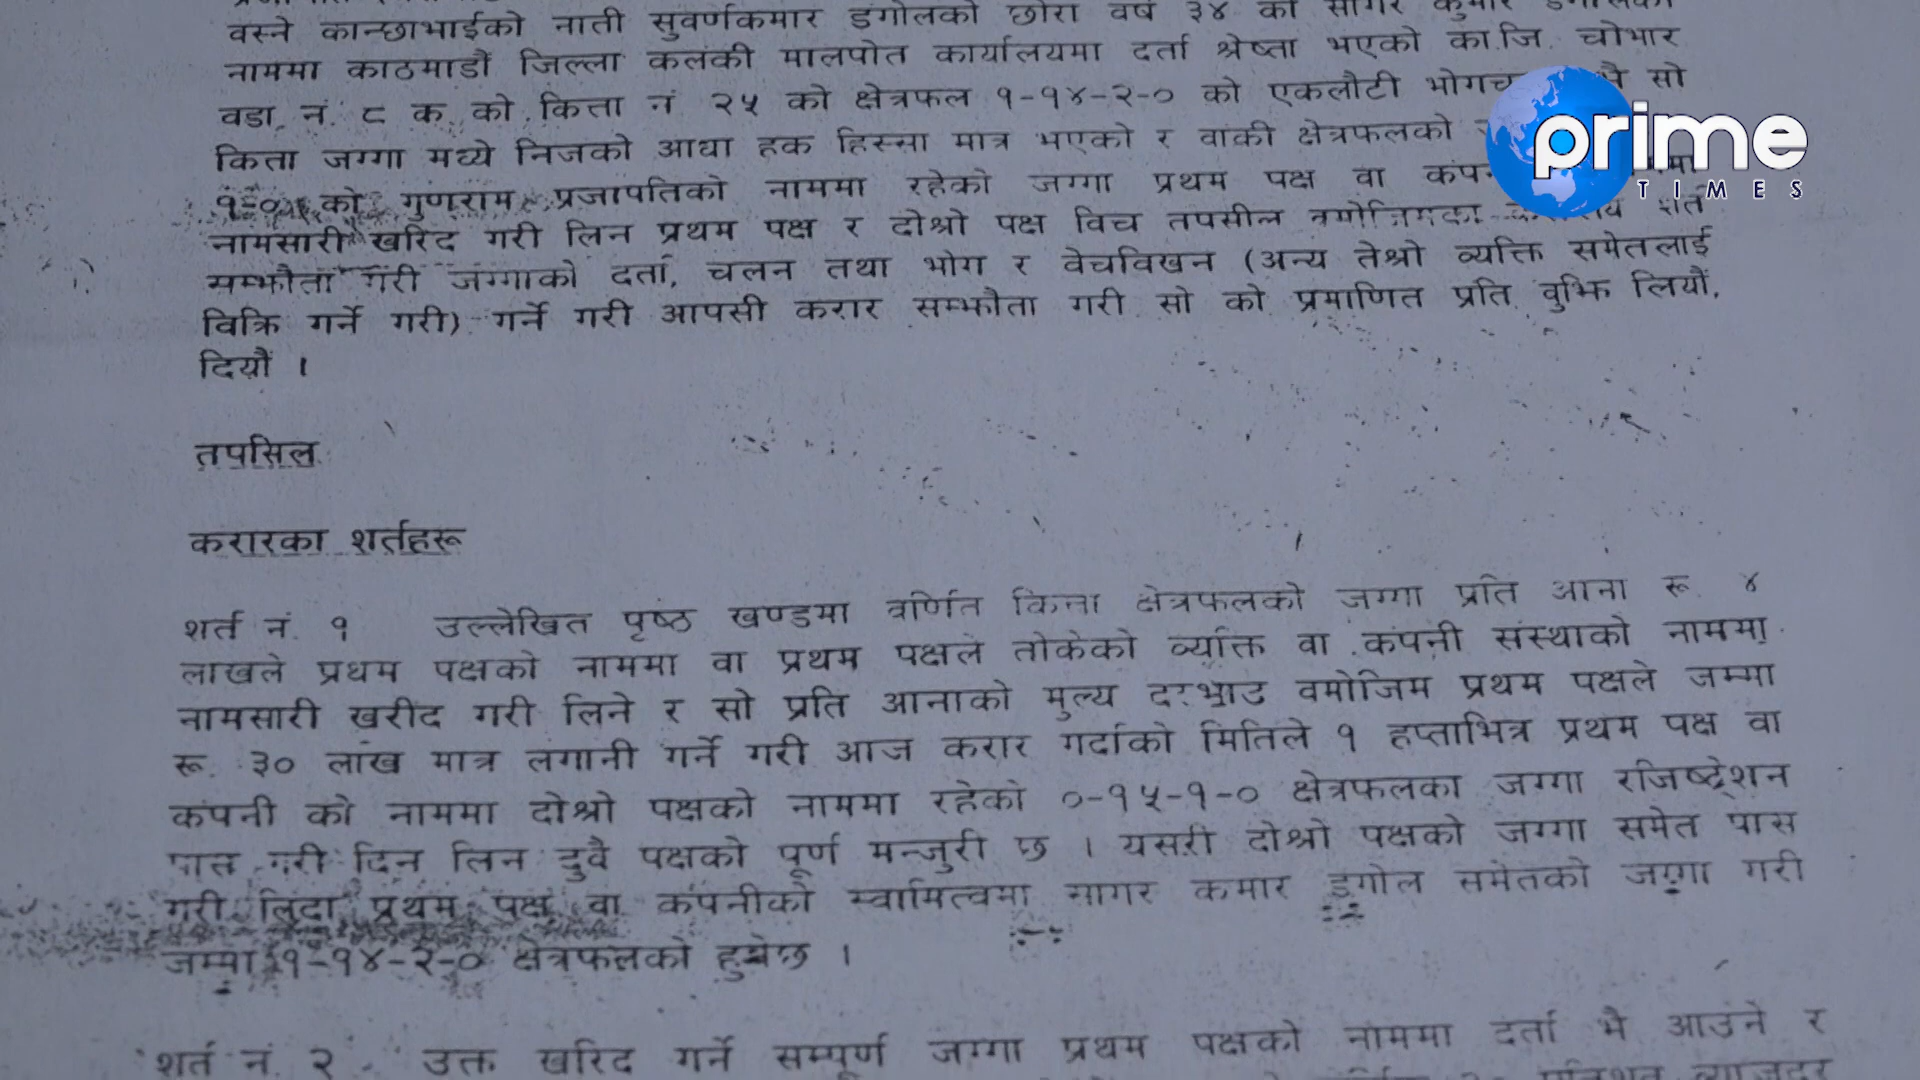 वस्ने कान्छाभाईको नाती सुवर्णकमार डंगोलको छोरा वर्ष ३४ को सागर कुमार
नाममा काठमाडौं जिल्ला कलंकी मालपोत कार्यालयमा दर्ता श्रेष्ता भएको का.जि. चोभार
वडा नं. ८ क को कित्ता नं २५ को क्षेत्रफल १-१४-२-० को एकलौटी सो
prime
TIMES
कित्ता जग्गा मध्ये निजको आधा हक हिस्सा मात्र भएको र वांकी क्षेत्रफलको
को गुणराम प्रजापतिको नाममा रहेको जग्गा प्रथम पक्ष वा
नामसारी खरिद गरी लिन प्रथम पक्ष र दोश्रो पक्ष विच तपसील शर्त
सम्झौता गरी जग्गाको दर्ता, चलन तथा भोग र वेचविखन (अन्य तेश्रो व्यक्ति समेतलाई
विक्रि गर्ने गरी) गर्ने गरी आपसी करार सम्झौता गरी सो को प्रमाणित प्रति वुझि लियौं,
दियौं ।
तपसिल
करारका शर्तहरू
शर्त नं. १ उल्लेखित पृष्ठ खण्डमा वर्णित कित्ता क्षेत्रफलको जग्गा प्रति आना रू ४
लाखले प्रथम पक्षको नाममा वा प्रथम पक्षले तोकेको व्यक्ति वा कंपनी संस्थाको नाममा
नामसारी खरीद गरी लिने र सो प्रति आनाको मुल्य दरभाउ वमोजिम प्रथम पक्षले जम्मा
रू. ३० लाख मात्र लगानी गर्ने गरी आज करार गर्दाको मितिले १ हप्ताभित्र प्रथम पक्ष वा
कंपनी को नाममा दोश्रो पक्षको नाममा रहेको ०-१५-१-० क्षेत्रफलका जग्गा रजिष्ट्रेशन
पास गरी दिन लिन दुवै पक्षको पूर्ण मन्जुरी छ । यसरी दोश्रो पक्षको जग्गा समेत पास
गरी लिंदा प्रथम पक्ष वा कंपनीको स्वामित्वमा सागर कमार डंगोल समेतको जग्गा गरी
जम्मा १-१४-२-० क्षेत्रफलको हुनेछ ।
शर्त नं. २ उक्त खरिद गर्ने सम्पूर्ण जग्गा प्रथम पक्षको नाममा दर्ता भै आउंने र